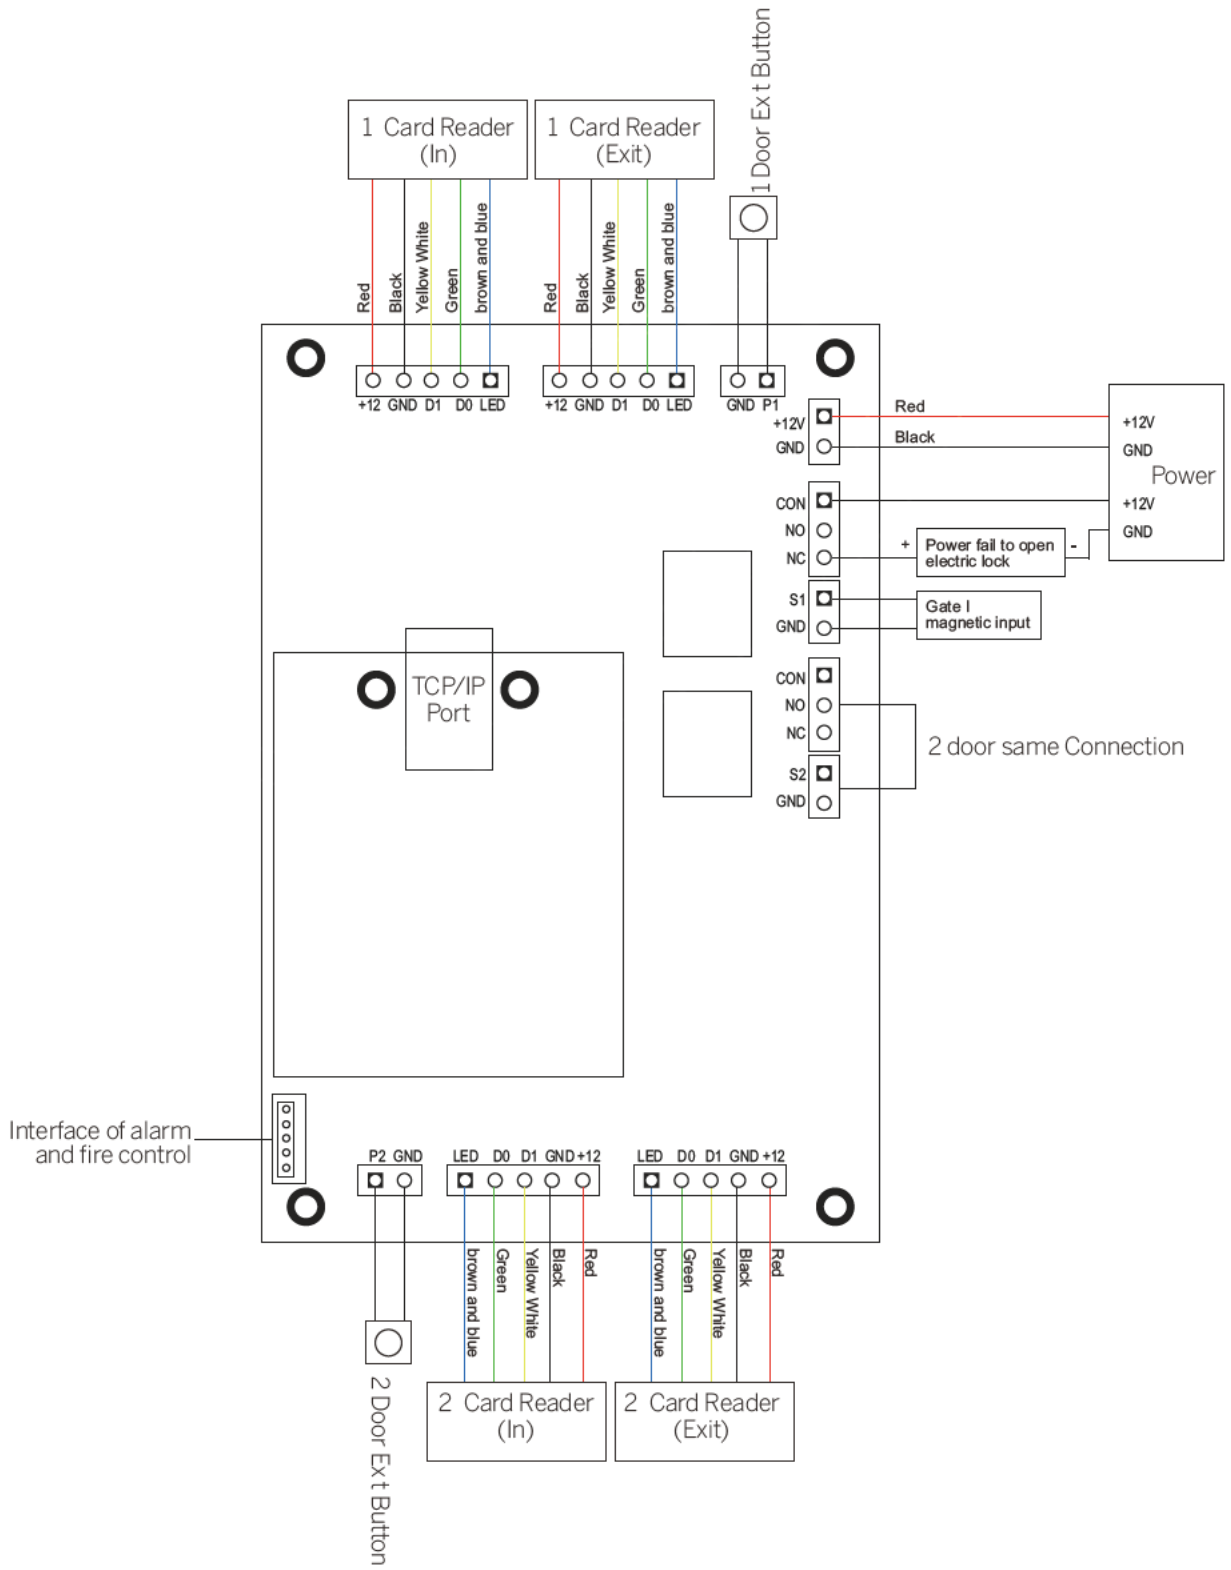 1 Door Ext Button
1 Card Reader
(In)
1 Card Reader
(Exit)
Red
Black
Yellow White
Green
brown and blue
Red
Black
Yellow White
Green
brown and blue
+12 GND D1 D0 LED
+12 GND D1 D0 LED
GND P1
+12V
GND
Red
Black
+12V
GND
Power
+12V
GND
CON
NO
NC
+
Power fail to open
electric lock
-
S1
GND
Gate I
magnetic input
CON
NO
NC
S2
GND
2 door same Connection
TCP/IP
Port
Interface of alarm
and fire control
P2 GND
LED D0 D1 GND +12
LED D0 D1 GND +12
brown and blue
Green
Yellow White
Black
Red
brown and blue
Green
Yellow White
Black
Red
2 Card Reader
(In)
2 Card Reader
(Exit)
2 Door Ext Button